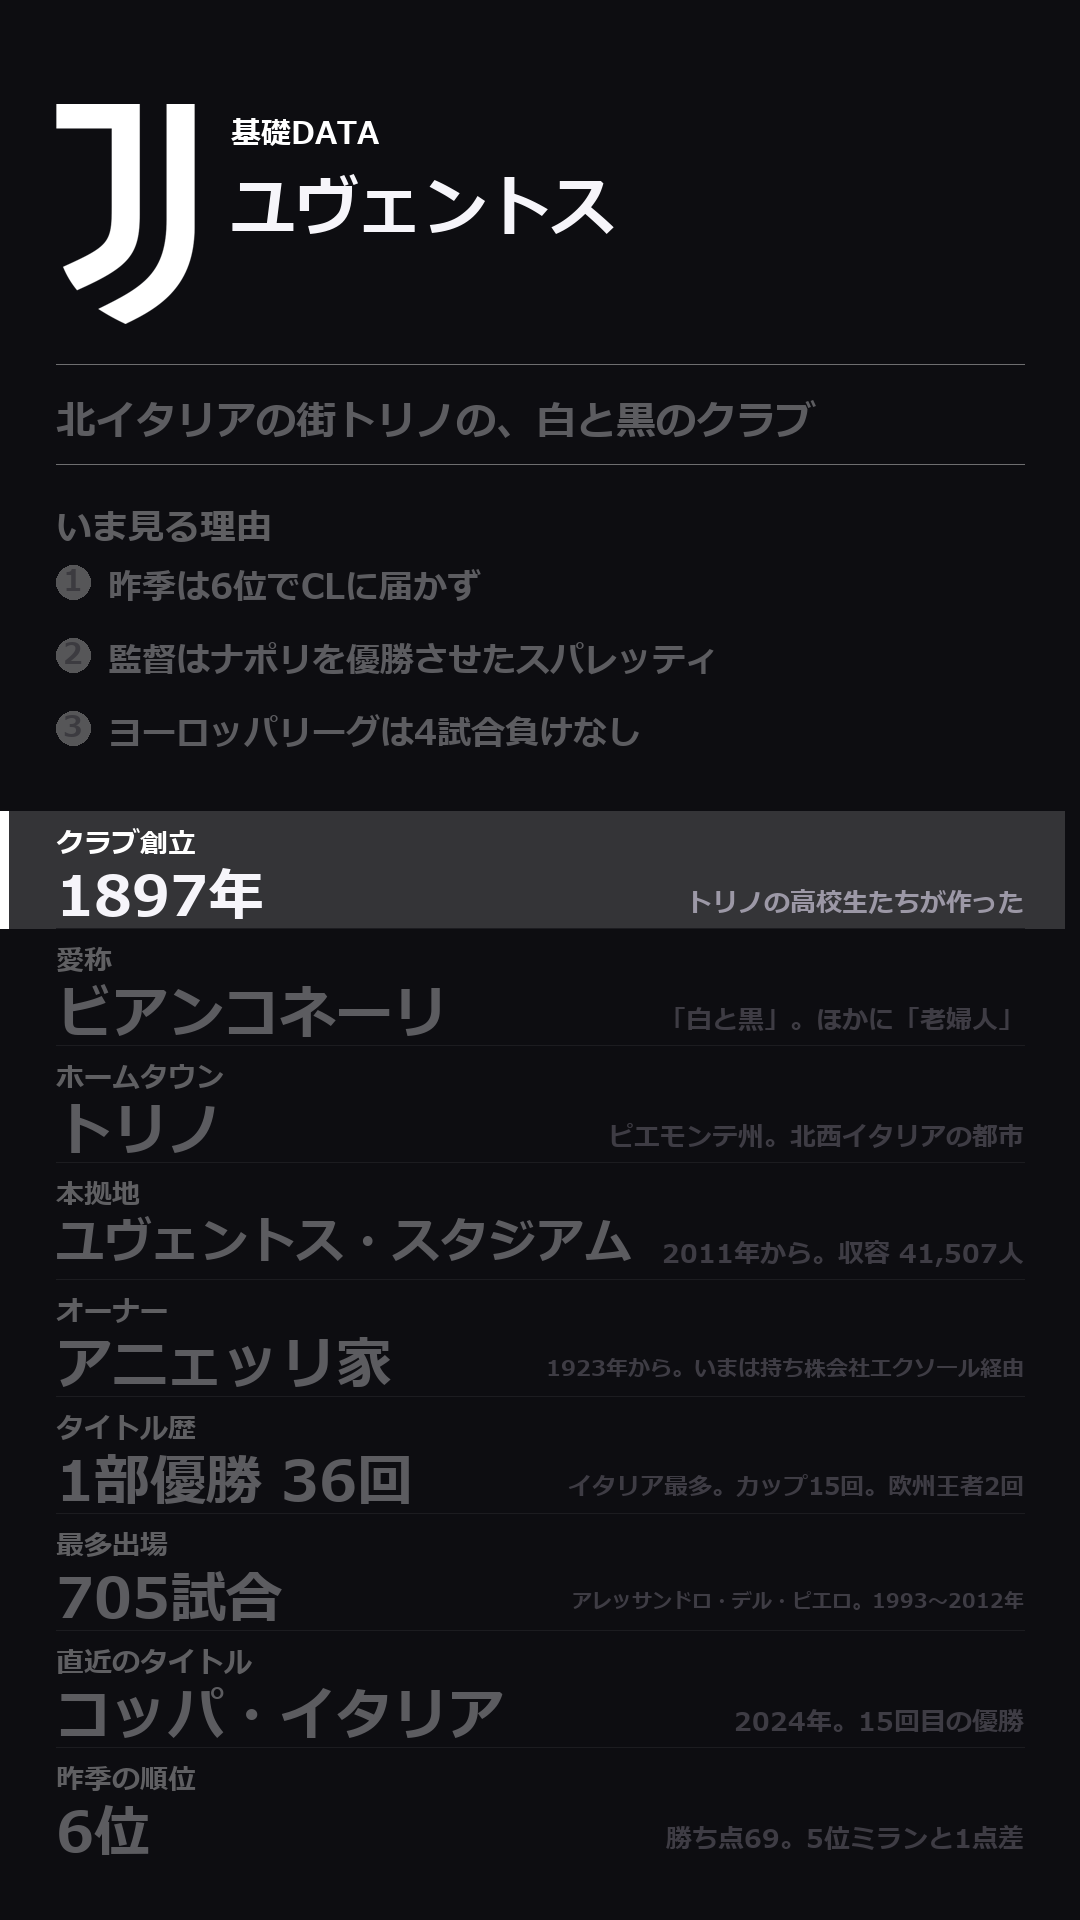 基礎DATA
ユヴェントス
北イタリアの街トリノの、白と黒のクラブ
いま見る理由
1 昨季は6位でCLに届かず
2 監督はナポリを優勝させたスパレッティ
3 ヨーロッパリーグは4試合負けなし
クラブ創立
1897年 トリノの高校生たちが作った
愛称
ビアンコネーリ 「白と黒」。ほかに「老婦人」
ホームタウン
トリノ ピエモンテ州。北西イタリアの都市
本拠地
ユヴェントス・スタジアム 2011年から。収容 41,507人
オーナー
アニェッリ家 1923年から。いまは持ち株会社エクソール経由
タイトル歴
1部優勝 36回 イタリア最多。カップ15回。欧州王者2回
最多出場
705試合 アレッサンドロ・デル・ピエロ。1993～2012年
直近のタイトル
コッパ・イタリア 2024年。15回目の優勝
昨季の順位
6位 勝ち点69。5位ミランと1点差